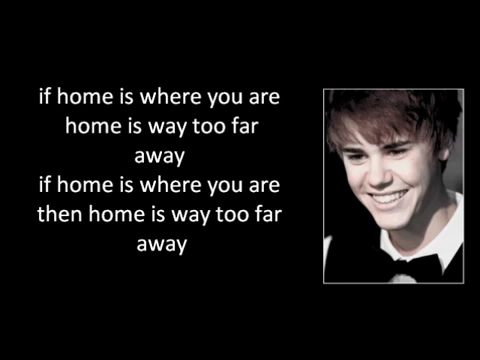 if home is where you are
home is way too far
away
if home is where you are
then home is way too far
away